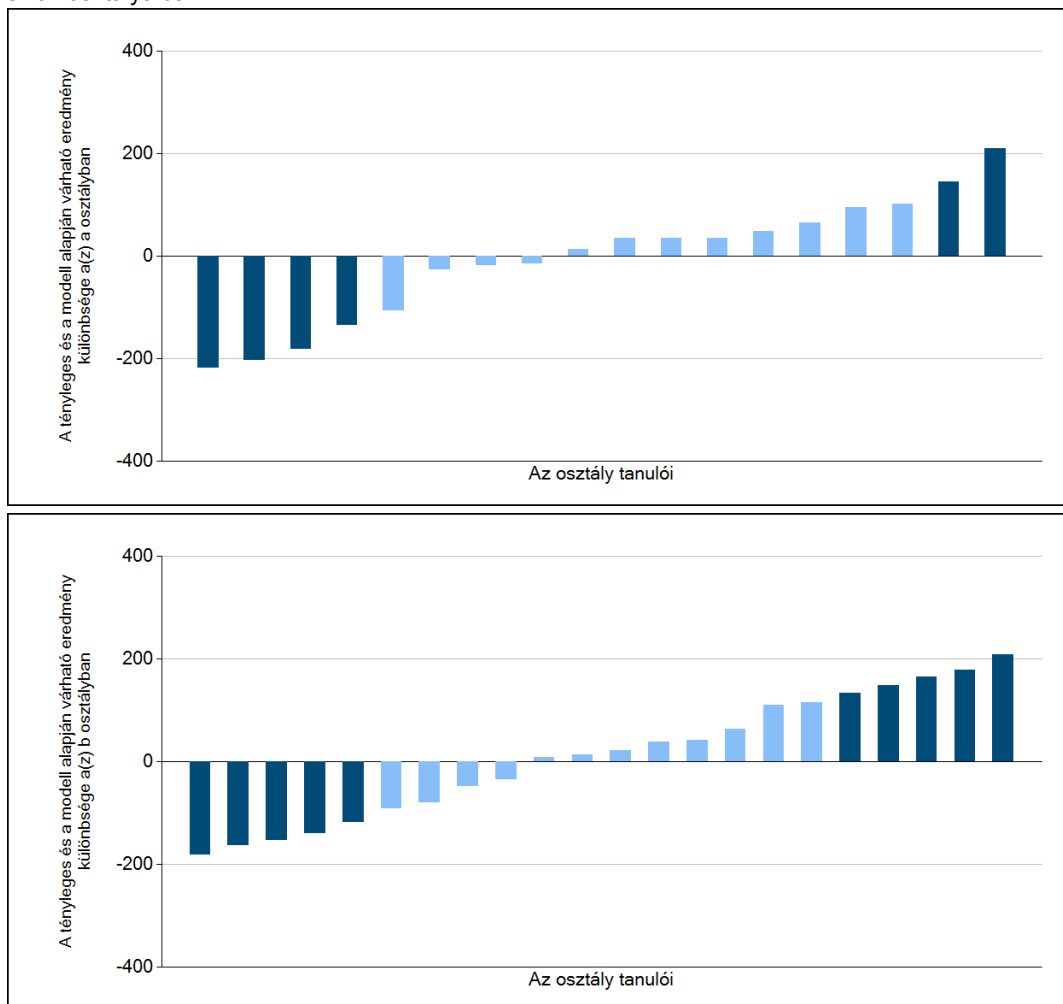 400
200
0
-200
-400
A tényleges és a modell alapján várható eredmény
különbsége a(z) a osztályban
Az osztály tanulói
400
200
0
-200
-400
A tényleges és a modell alapján várható eredmény
különbsége a(z) b osztályban
Az osztály tanulói